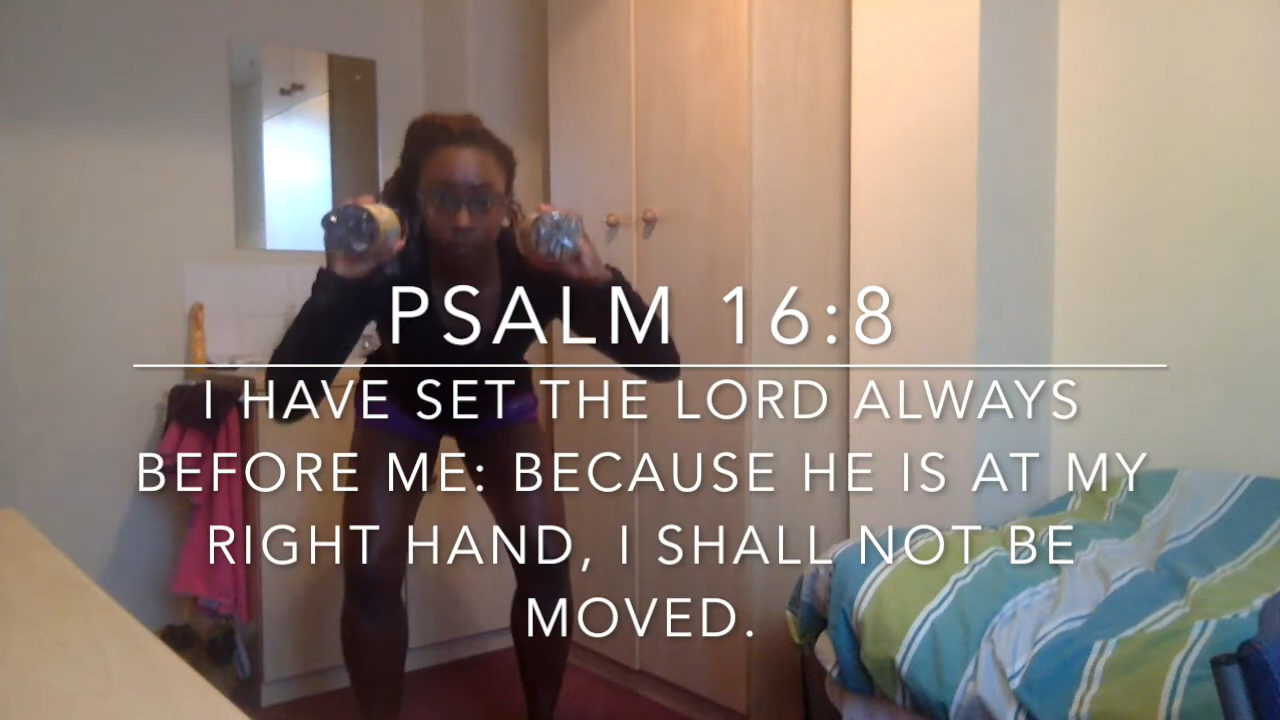 PSALM 16:8
I HAVE SET THE LORD ALWAYS
BEFORE ME: BECAUSE HE IS AT MY
RIGHT HAND, I SHALL NOT BE
MOVED.